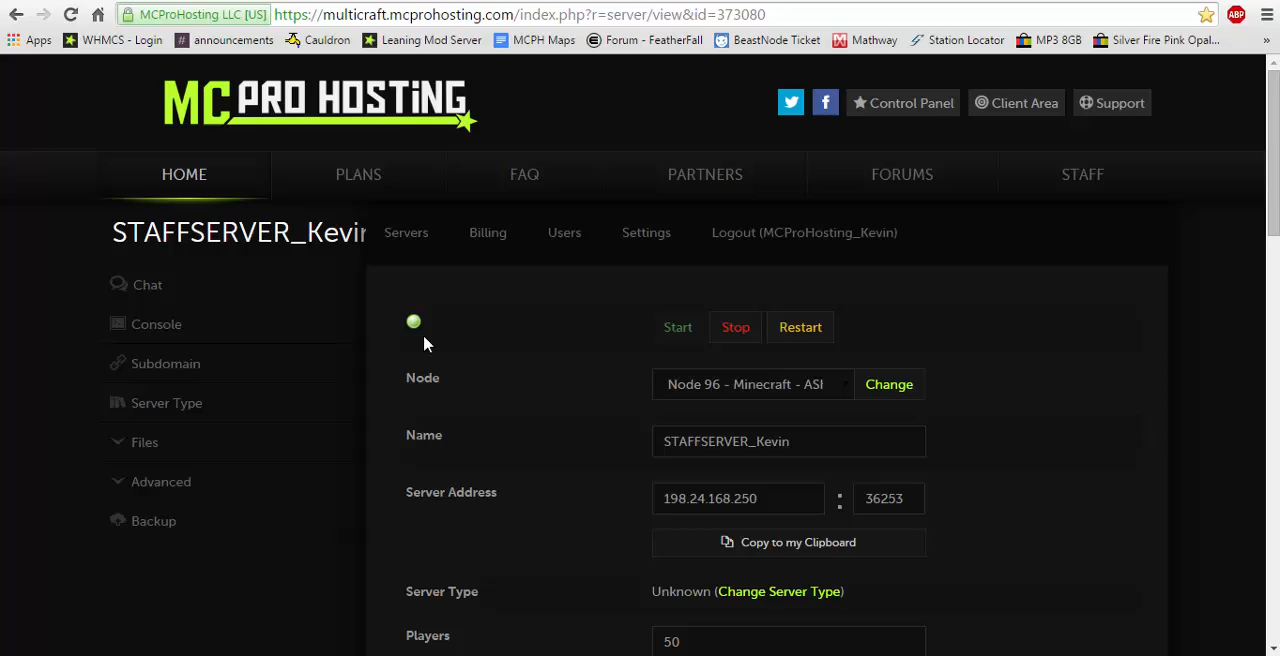 MCProHosting LLC [US] https://multicraft.mcprohosting.com/index.php?r=server/view&id=373080 ABP
Apps WHMCS - Login # announcements Cauldron Leaning Mod Server MCPH Maps Forum - FeatherFall BeastNode Ticket Mathway Station Locator MP3 8GB Silver Fire Pink Opal... »
MC PRO HOSTING
Control Panel Client Area Support
HOME PLANS FAQ PARTNERS FORUMS STAFF
STAFFSERVER_Kevin
Servers Billing Users Settings Logout (MCProHosting_Kevin)
Chat
Console
Subdomain
Server Type
Files
Advanced
Backup
Start Stop Restart
Node Node 96 - Minecraft - ASH Change
Name STAFFSERVER_Kevin
Server Address 198.24.168.250 : 36253
Copy to my Clipboard
Server Type Unknown (Change Server Type)
Players 50